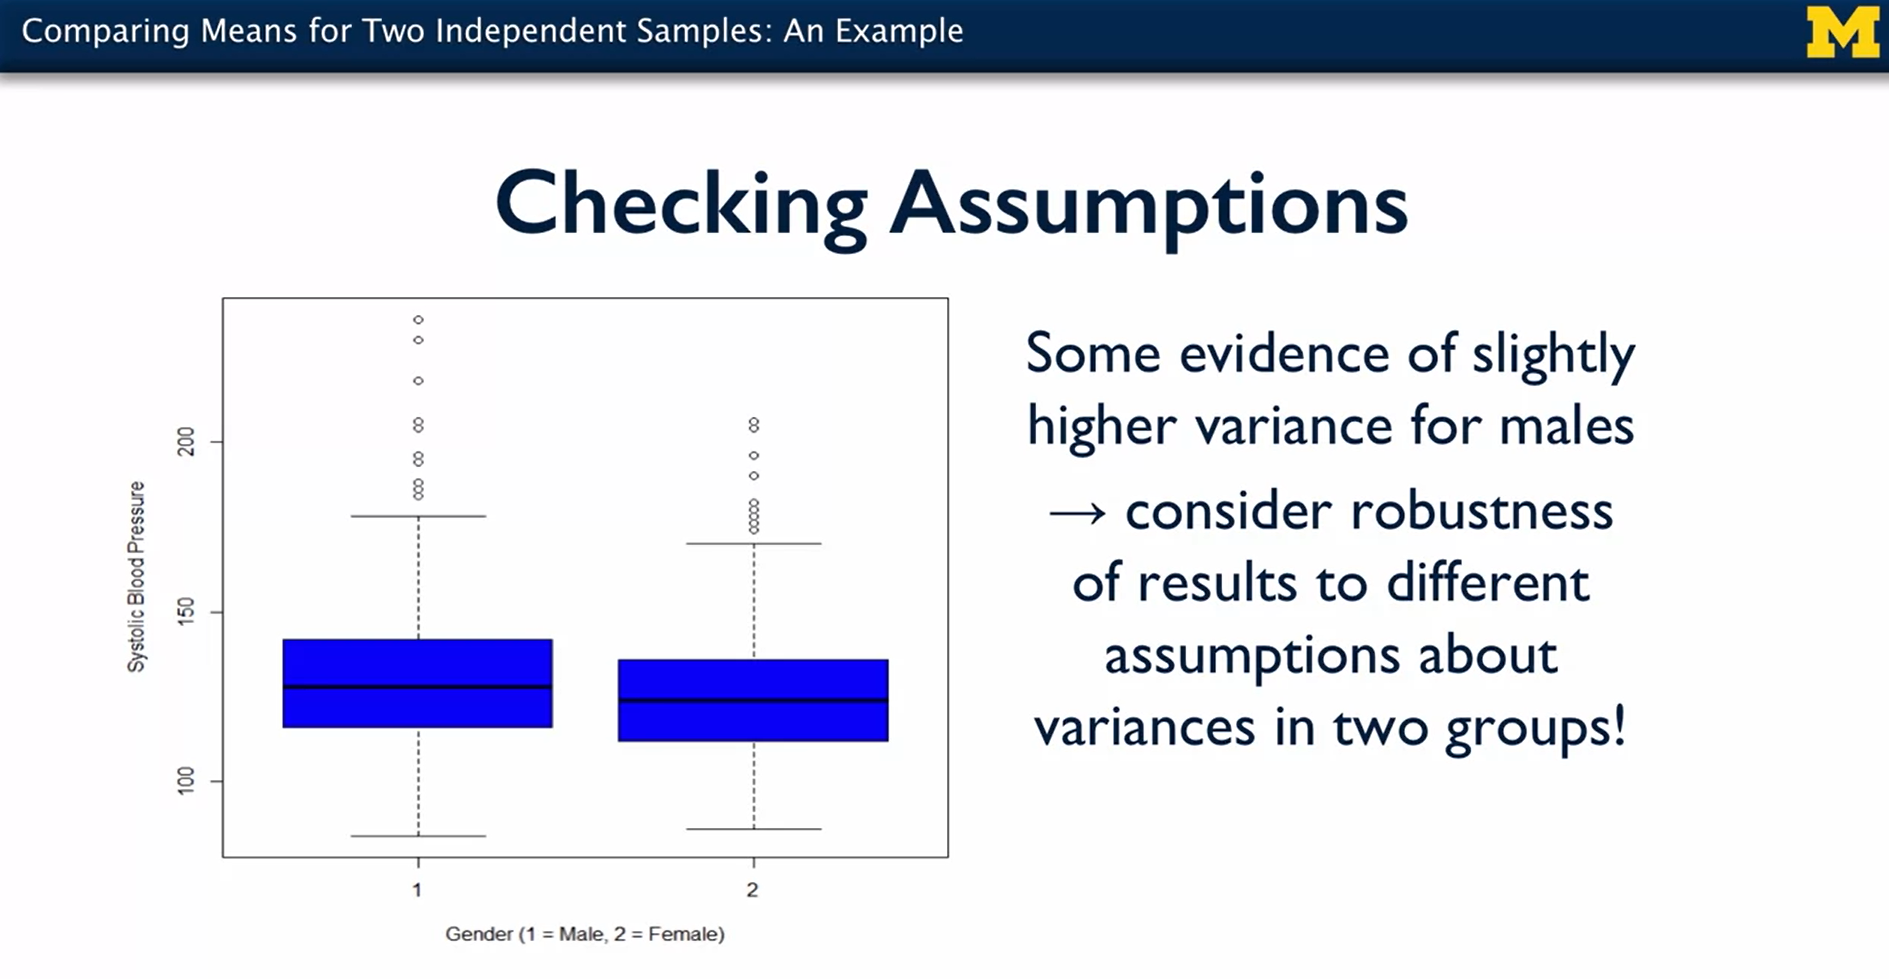 Comparing Means for Two Independent Samples: An Example
M
Checking Assumptions
Systolic Blood Pressure
200
150
100
1
2
Gender (1 = Male, 2 = Female)
Some evidence of slightly
higher variance for males
→ consider robustness
of results to different
assumptions about
variances in two groups!